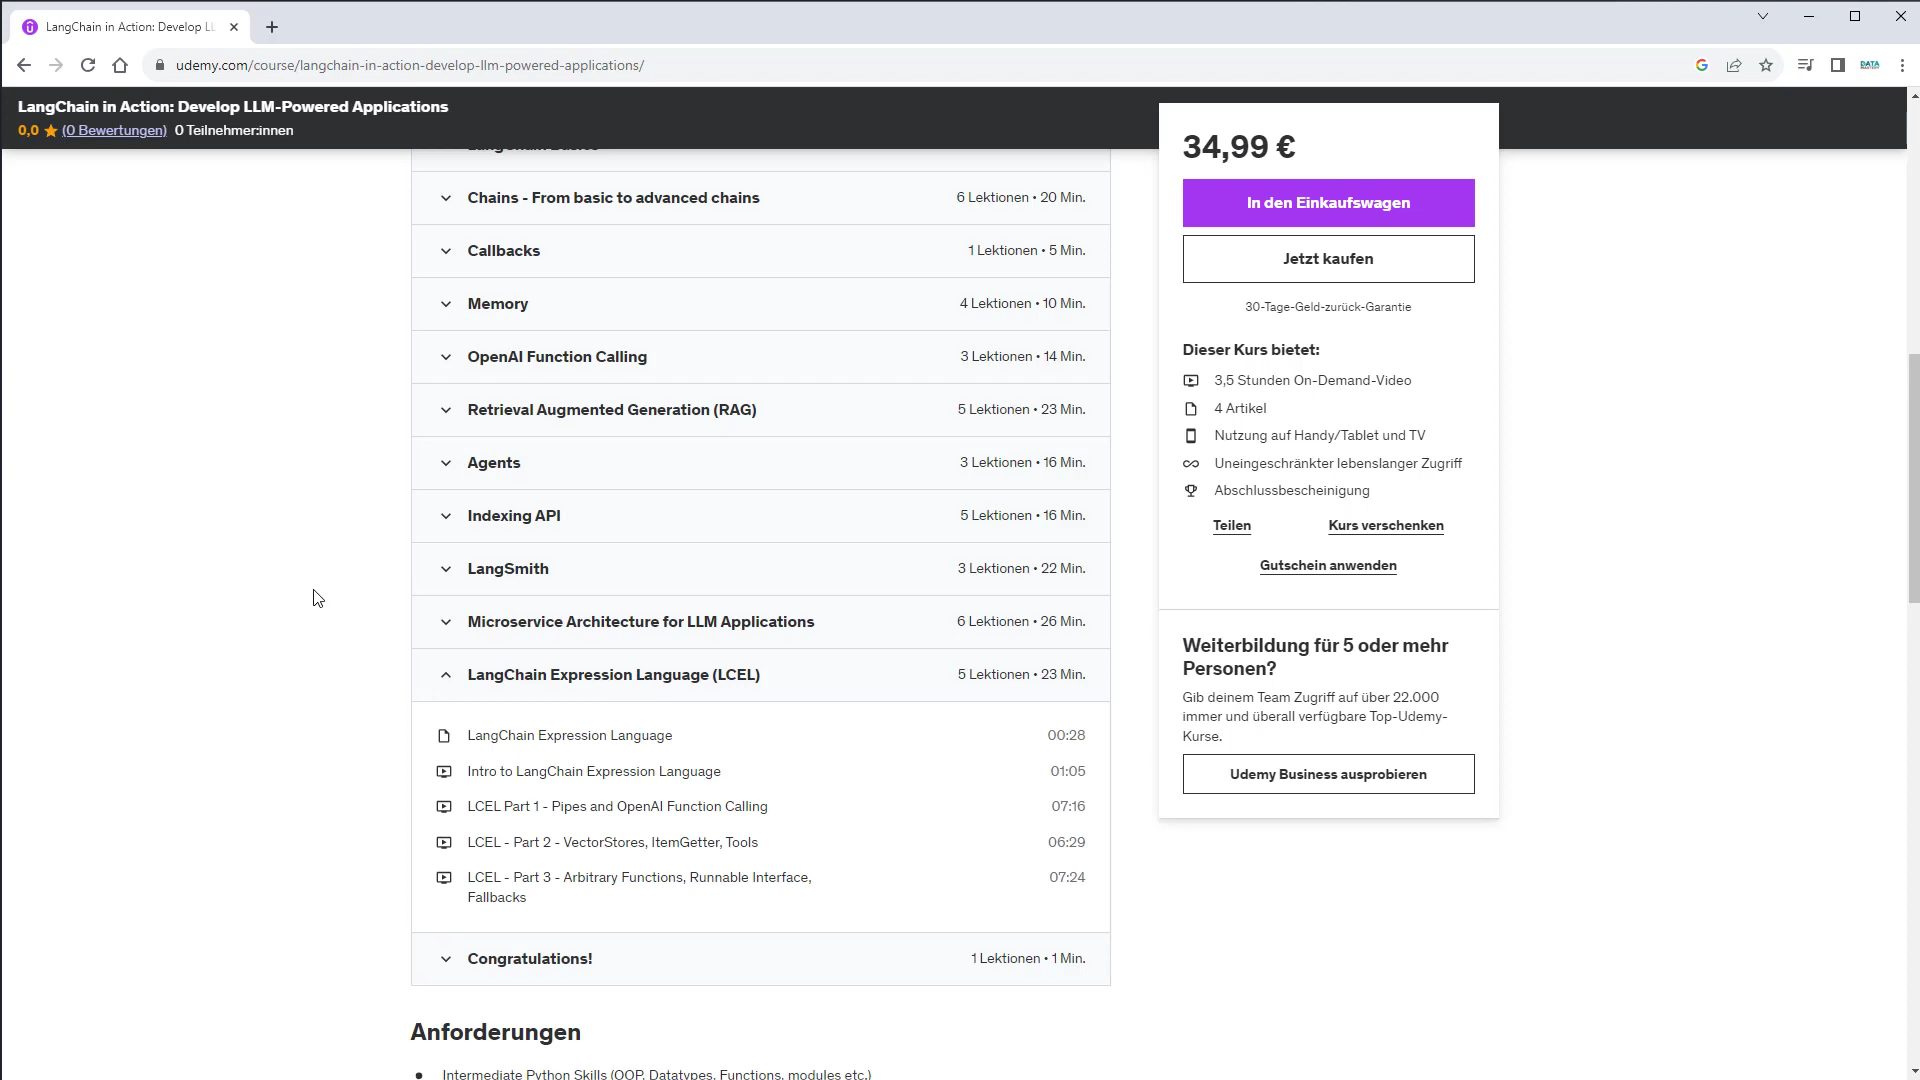 LangChain in Action: Develop LL
udemy.com/course/langchain-in-action-develop-llm-powered-applications/
DATA
LangChain in Action: Develop LLM-Powered Applications
0,0 (0 Bewertungen) 0 Teilnehmer:innen
LangChain Basics
Chains - From basic to advanced chains 6 Lektionen • 20 Min.
Callbacks 1 Lektionen • 5 Min.
Memory 4 Lektionen • 10 Min.
OpenAI Function Calling 3 Lektionen • 14 Min.
Retrieval Augmented Generation (RAG) 5 Lektionen • 23 Min.
Agents 3 Lektionen • 16 Min.
Indexing API 5 Lektionen • 16 Min.
LangSmith 3 Lektionen • 22 Min.
Microservice Architecture for LLM Applications 6 Lektionen • 26 Min.
LangChain Expression Language (LCEL) 5 Lektionen • 23 Min.
LangChain Expression Language 00:28
Intro to LangChain Expression Language 01:05
LCEL Part 1 - Pipes and OpenAI Function Calling 07:16
LCEL - Part 2 - VectorStores, ItemGetter, Tools 06:29
LCEL - Part 3 - Arbitrary Functions, Runnable Interface, 07:24
Fallbacks
Congratulations! 1 Lektionen • 1 Min.
Anforderungen
Intermediate Python Skills (OOP, Datatypes, Functions, modules etc.)
34,99 €
In den Einkaufswagen
Jetzt kaufen
30-Tage-Geld-zurück-Garantie
Dieser Kurs bietet:
3,5 Stunden On-Demand-Video
4 Artikel
Nutzung auf Handy/Tablet und TV
Uneingeschränkter lebenslanger Zugriff
Abschlussbescheinigung
Teilen Kurs verschenken
Gutschein anwenden
Weiterbildung für 5 oder mehr
Personen?
Gib deinem Team Zugriff auf über 22.000
immer und überall verfügbare Top-Udemy-
Kurse.
Udemy Business ausprobieren